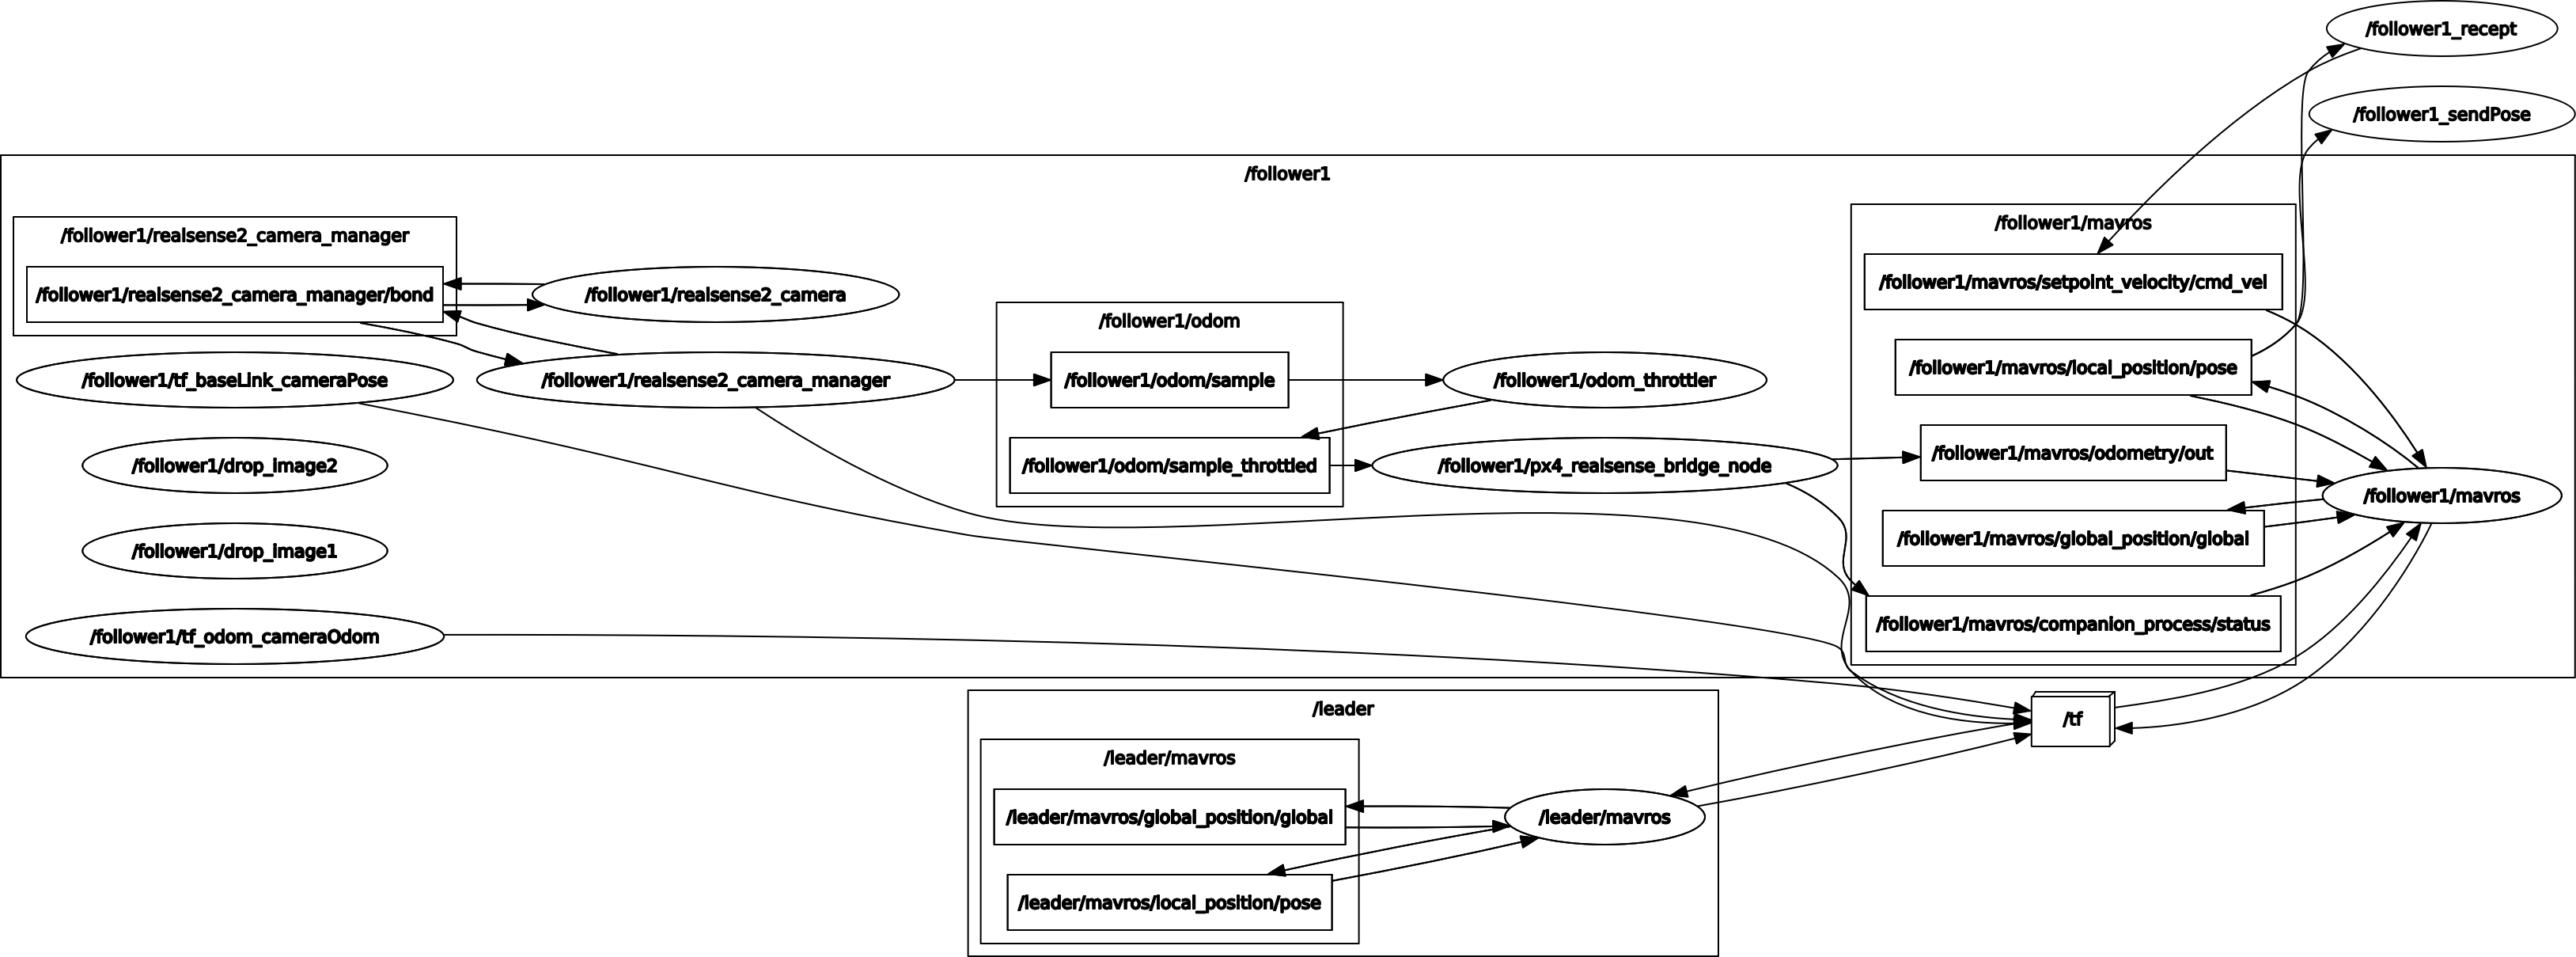 /follower1_recept
/follower1_sendPose
/follower1
/follower1/realsense2_camera_manager
/follower1/realsense2_camera_manager/bond
/follower1/realsense2_camera
/follower1/tf_baseLink_cameraPose
/follower1/realsense2_camera_manager
/follower1/drop_image2
/follower1/drop_image1
/follower1/tf_odom_cameraOdom
/follower1/odom
/follower1/odom/sample
/follower1/odom/sample_throttled
/follower1/odom_throttler
/follower1/px4_realsense_bridge_node
/follower1/mavros
/follower1/mavros/setpoint_velocity/cmd_vel
/follower1/mavros/local_position/pose
/follower1/mavros/odometry/out
/follower1/mavros/global_position/global
/follower1/mavros/companion_process/status
/follower1/mavros
/tf
/leader
/leader/mavros
/leader/mavros/global_position/global
/leader/mavros/local_position/pose
/leader/mavros